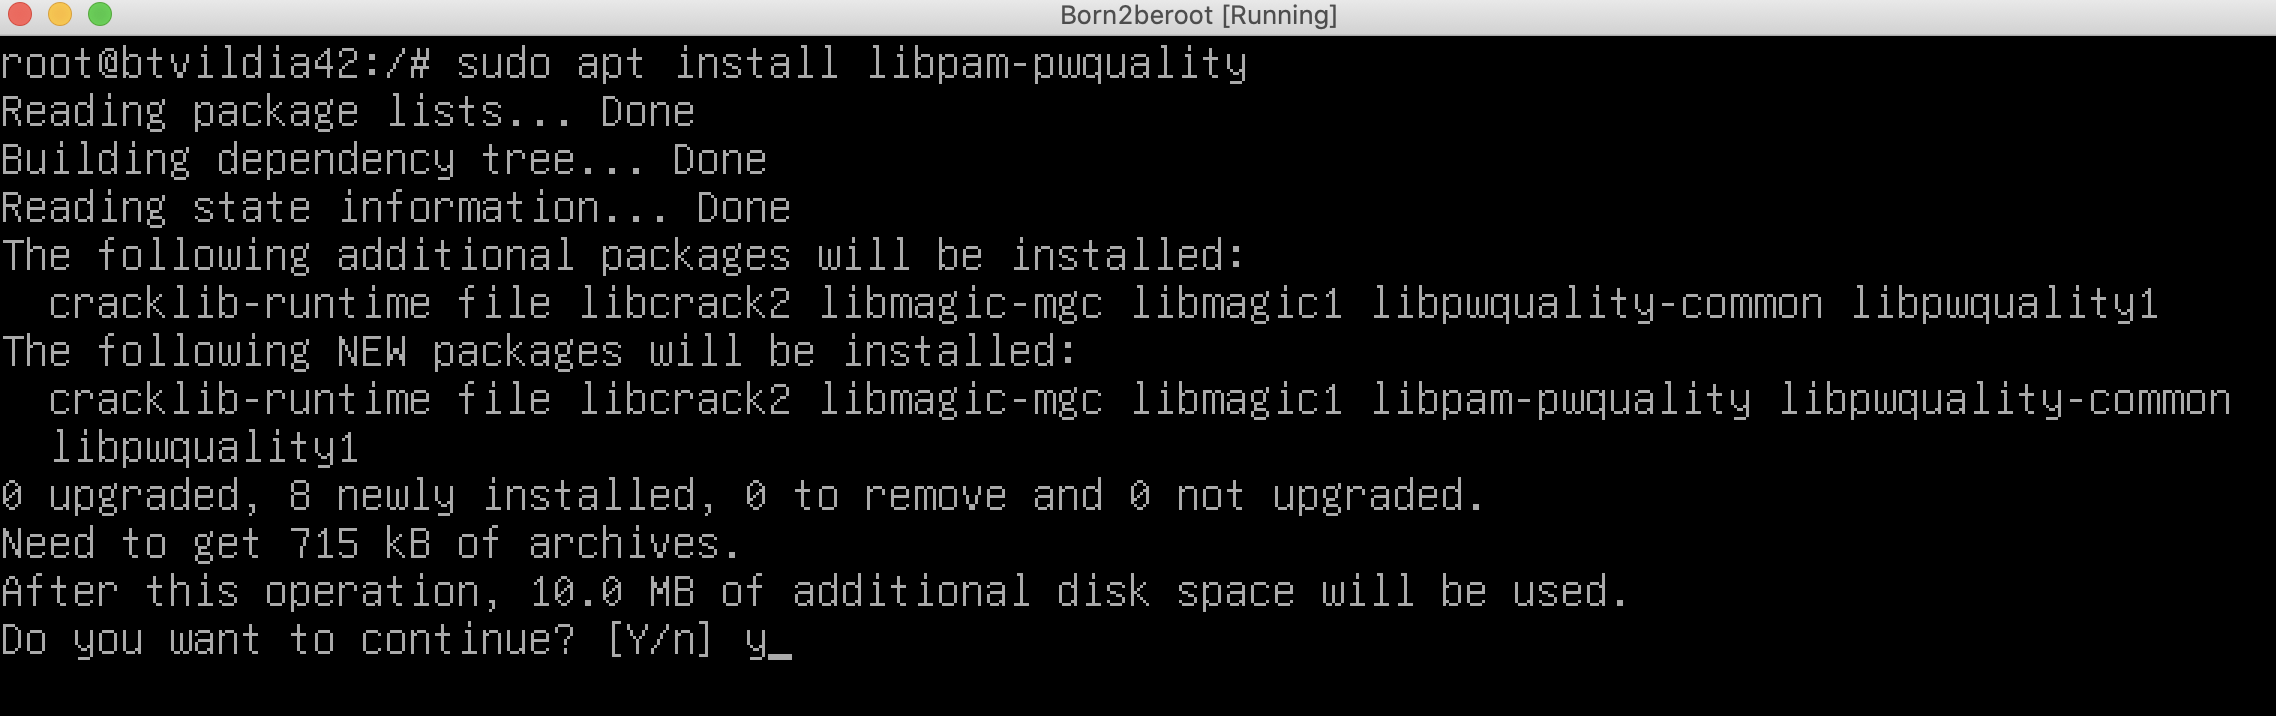 Born2beroot [Running]
root@btvildia42:/# sudo apt install libpam-pwquality
Reading package lists... Done
Building dependency tree... Done
Reading state information... Done
The following additional packages will be installed:
  cracklib-runtime file libcrack2 libmagic-mgc libmagic1 libpwquality-common libpwquality1
The following NEW packages will be installed:
  cracklib-runtime file libcrack2 libmagic-mgc libmagic1 libpam-pwquality libpwquality-common
  libpwquality1
0 upgraded, 8 newly installed, 0 to remove and 0 not upgraded.
Need to get 715 kB of archives.
After this operation, 10.0 MB of additional disk space will be used.
Do you want to continue? [Y/n] y_